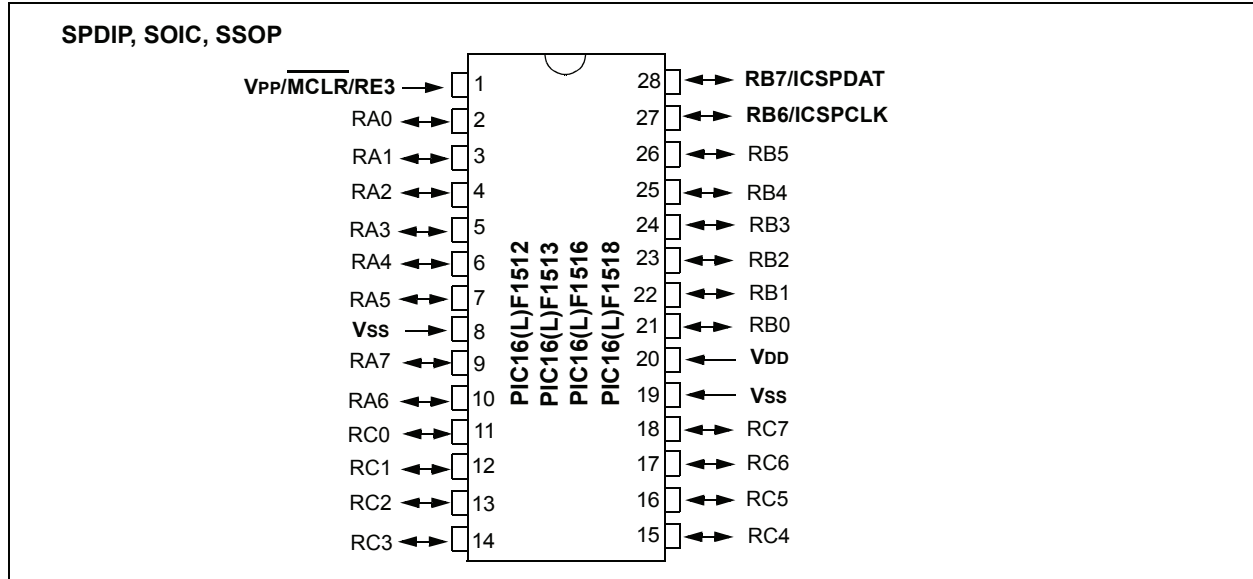 SPDIP, SOIC, SSOP
VPP/MCLR/RE3 1 28 RB7/ICSPDAT
RA0 2 27 RB6/ICSPCLK
RA1 3 26 RB5
RA2 4 25 RB4
RA3 5 24 RB3
RA4 6 23 RB2
RA5 7 22 RB1
VSS 8 21 RB0
RA7 9 20 VDD
RA6 10 19 VSS
RC0 11 18 RC7
RC1 12 17 RC6
RC2 13 16 RC5
RC3 14 15 RC4
PIC16(L)F1512
PIC16(L)F1513
PIC16(L)F1516
PIC16(L)F1518